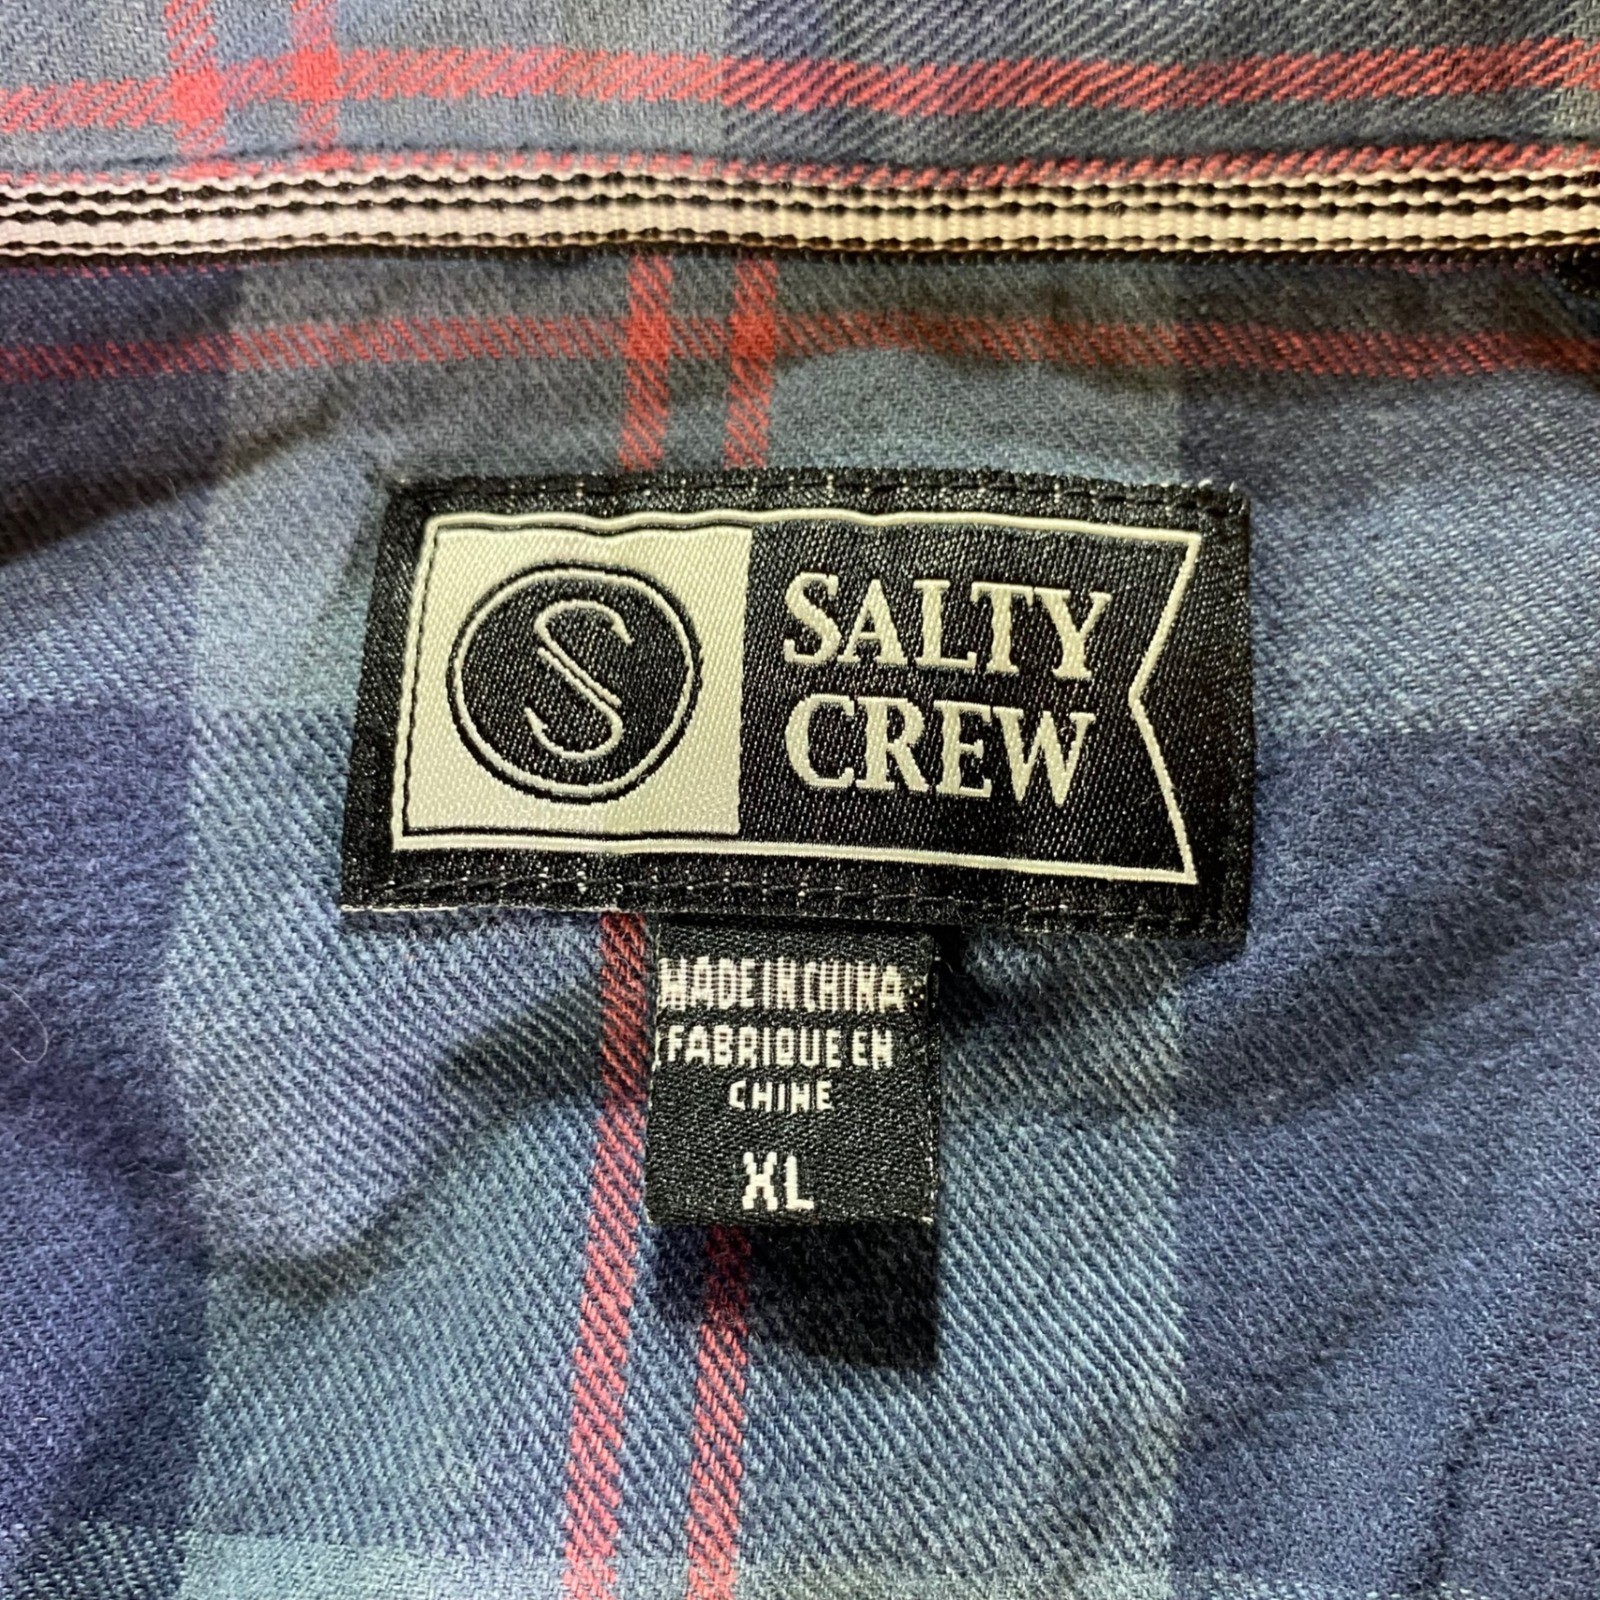 S
SALTY
CREW
MADE IN CHINA
FABRIQUE EN
CHINE
XL